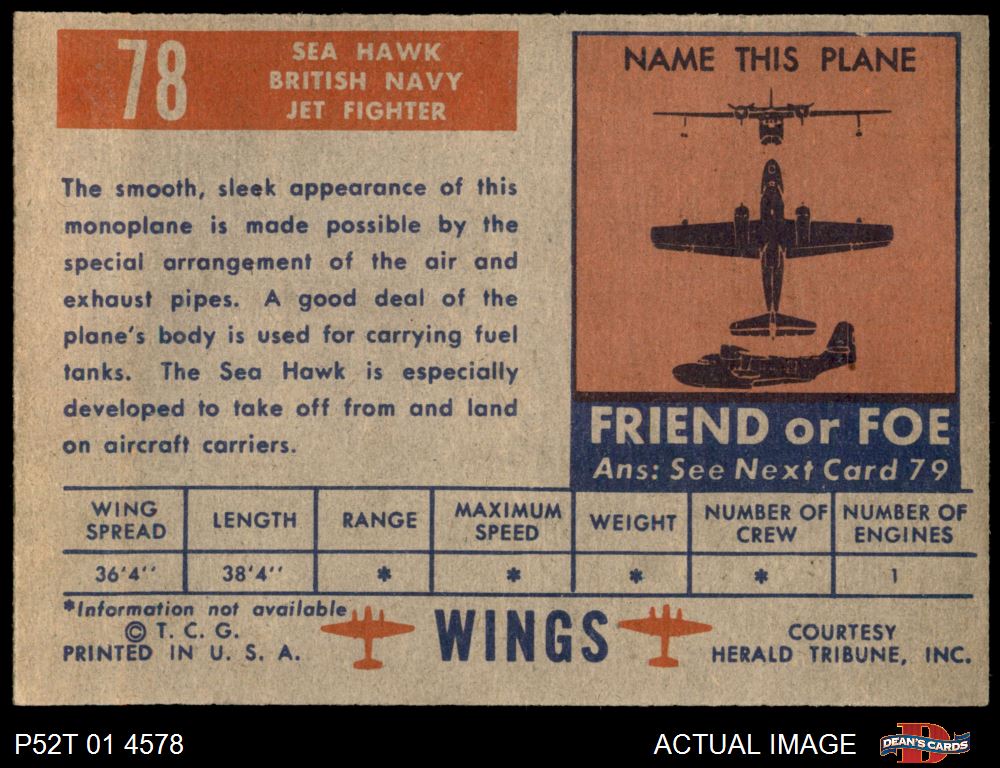 78
SEA HAWK
BRITISH NAVY
JET FIGHTER
The smooth, sleek appearance of this
monoplane is made possible by the
special arrangement of the air and
exhaust pipes. A good deal of the
plane's body is used for carrying fuel
tanks. The Sea Hawk is especially
developed to take off from and land
on aircraft carriers.
NAME THIS PLANE
FRIEND or FOE
Ans: See Next Card 79
WING SPREAD
LENGTH
RANGE
MAXIMUM SPEED
WEIGHT
NUMBER OF CREW
NUMBER OF ENGINES
36'4''
38'4''
*
*
*
*
1
*Information not available
© T. C. G.
PRINTED IN U. S. A.
WINGS
COURTESY
HERALD TRIBUNE, INC.
P52T 01 4578
ACTUAL IMAGE
D
DEAN'S CARDS